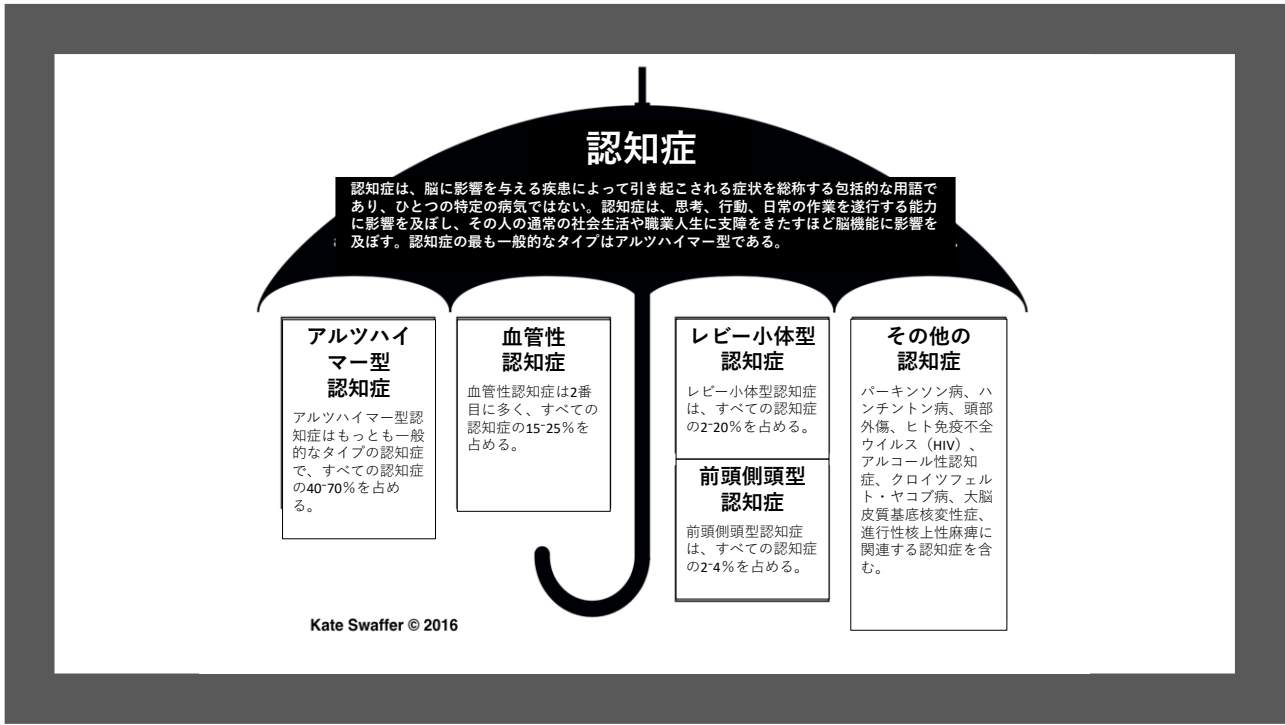 認知症
認知症は、脳に影響を与える疾患によって引き起こされる症状を総称する包括的な用語で
あり、ひとつの特定の病気ではない。認知症は、思考、行動、日常の作業を遂行する能力
に影響を及ぼし、その人の通常の社会生活や職業人生に支障をきたすほど脳機能に影響を
及ぼす。認知症の最も一般的なタイプはアルツハイマー型である。
アルツハイ
マー型
認知症
アルツハイマー型認
知症はもっとも一般
的なタイプの認知症
で、すべての認知症
の40⁻70％を占め
る。
血管性
認知症
血管性認知症は2番
目に多く、すべての
認知症の15⁻25％を
占める。
レビー小体型
認知症
レビー小体型認知症
は、すべての認知症
の2⁻20％を占める。
前頭側頭型
認知症
前頭側頭型認知症
は、すべての認知症
の2⁻4％を占める。
その他の
認知症
パーキンソン病、ハ
ンチントン病、頭部
外傷、ヒト免疫不全
ウイルス（HIV）、
アルコール性認知
症、クロイツフェル
ト・ヤコブ病、大脳
皮質基底核変性症、
進行性核上性麻痺に
関連する認知症を含
む。
Kate Swaffer © 2016